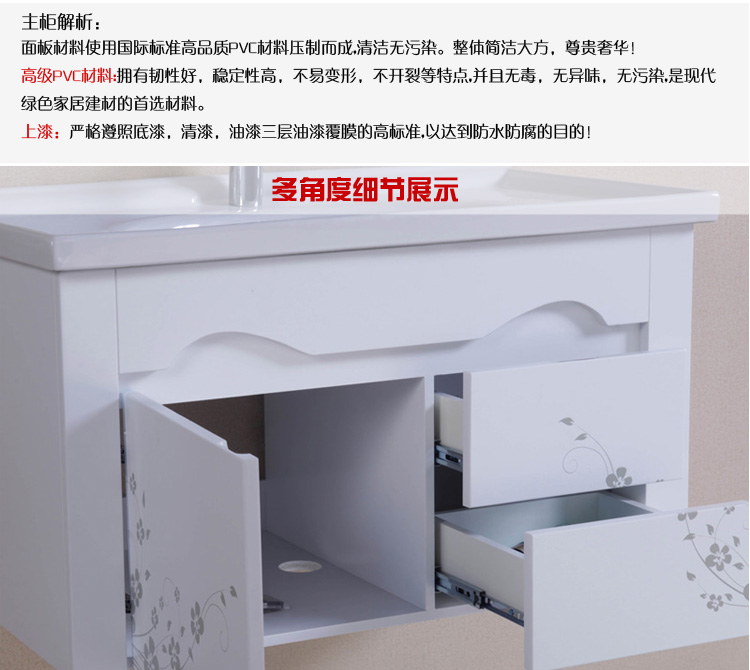 主柜解析：
面板材料使用国际标准高品质PVC材料压制而成,清洁无污染。整体简洁大方，尊贵奢华！
高级PVC材料:拥有韧性好，稳定性高，不易变形，不开裂等特点,并且无毒，无异味，无污染,是现代
绿色家居建材的首选材料。
上漆：严格遵照底漆，清漆，油漆三层油漆覆膜的高标准,以达到防水防腐的目的！
多角度细节展示